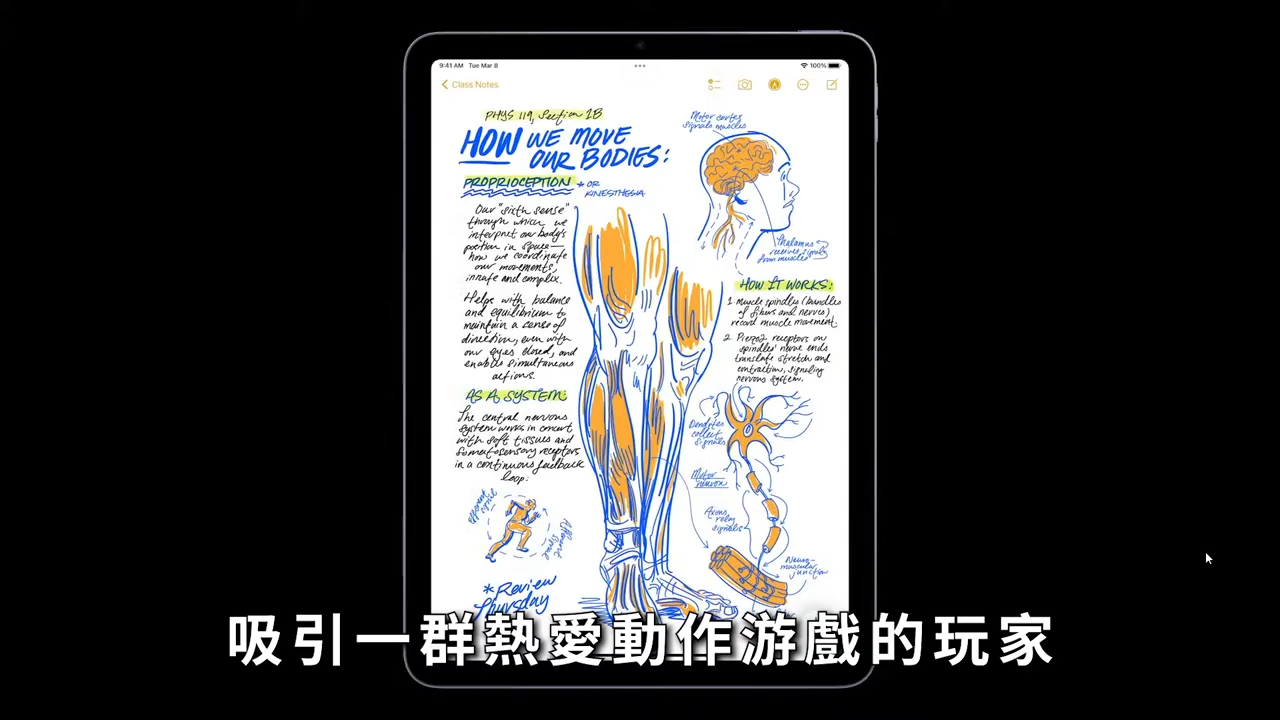 9:41 AM Tue Mar 8
100%
Class Notes
PHYS 119, Section 1B
HOW WE MOVE
OUR BODIES:
PROPRIOCEPTION * OR
KINESTHESIA
Our "sixth sense"
through which we
interpret our body's
position in space—
how we coordinate
our movements,
innate and complex.
Helps with balance
and equilibrium to
maintain a sense of
direction, even with
our eyes closed, and
enables simultaneous
actions.
AS A SYSTEM:
The central nervous
system works in concert
with soft tissues and
somatosensory receptors
in a continuous feedback
loop:
Efferent
signal
Afferent
signal
*Review
Thursday
Motor cortex
signals muscles
Thalamus
receives signals
from muscles
HOW IT WORKS:
1 Muscle spindles (bundles
of fibers and nerves)
record muscle movement.
2 Piezo2 receptors on
spindles' nerve ends
translate stretch and
contraction, signaling
nervous system.
Dendrites
collect
signals
Motor
neuron
Axons relay
signals
Neuro-
muscular
junction
吸引一群熱愛動作游戲的玩家